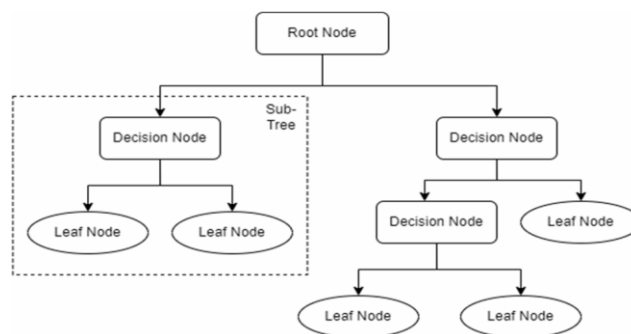 Root Node
Sub-
Tree
Decision Node
Decision Node
Leaf Node
Leaf Node
Decision Node
Leaf Node
Leaf Node
Leaf Node